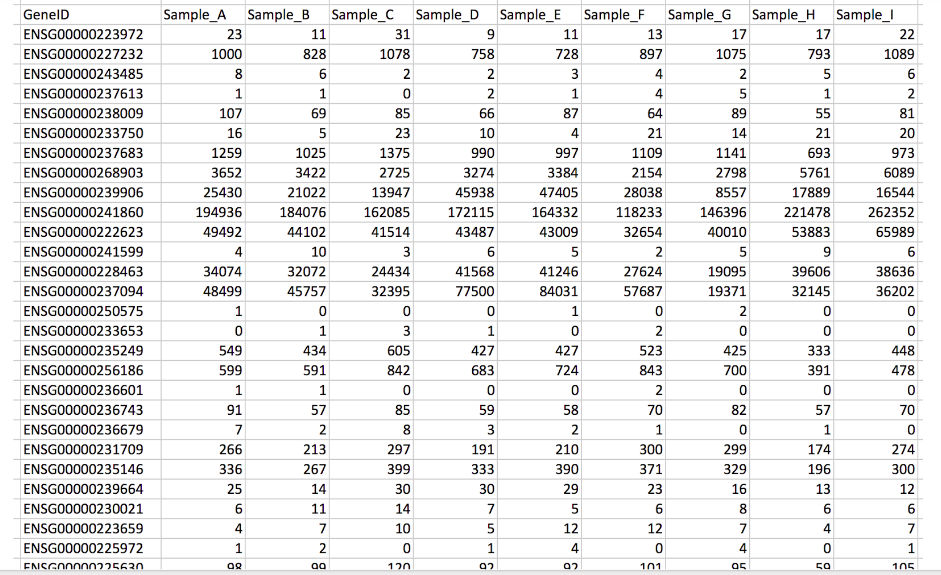 GeneID Sample_A Sample_B Sample_C Sample_D Sample_E Sample_F Sample_G Sample_H Sample_I
ENSG00000223972 23 11 31 9 11 13 17 17 22
ENSG00000227232 1000 828 1078 758 728 897 1075 793 1089
ENSG00000243485 8 6 2 2 3 4 2 5 6
ENSG00000237613 1 1 0 2 1 4 5 1 2
ENSG00000238009 107 69 85 66 87 64 89 55 81
ENSG00000233750 16 5 23 10 4 21 14 21 20
ENSG00000237683 1259 1025 1375 990 997 1109 1141 693 973
ENSG00000268903 3652 3422 2725 3274 3384 2154 2798 5761 6089
ENSG00000239906 25430 21022 13947 45938 47405 28038 8557 17889 16544
ENSG00000241860 194936 184076 162085 172115 164332 118233 146396 221478 262352
ENSG00000222623 49492 44102 41514 43487 43009 32654 40010 53883 65989
ENSG00000241599 4 10 3 6 5 2 5 9 6
ENSG00000228463 34074 32072 24434 41568 41246 27624 19095 39606 38636
ENSG00000237094 48499 45757 32395 77500 84031 57687 19371 32145 36202
ENSG00000250575 1 0 0 0 1 0 2 0 0
ENSG00000233653 0 1 3 1 0 2 0 0 0
ENSG00000235249 549 434 605 427 427 523 425 333 448
ENSG00000256186 599 591 842 683 724 843 700 391 478
ENSG00000236601 1 1 0 0 0 2 0 0 0
ENSG00000236743 91 57 85 59 58 70 82 57 70
ENSG00000236679 7 2 8 3 2 1 0 1 0
ENSG00000231709 266 213 297 191 210 300 299 174 274
ENSG00000235146 336 267 399 333 390 371 329 196 300
ENSG00000239664 25 14 30 30 29 23 16 13 12
ENSG00000230021 6 11 14 7 5 6 8 6 6
ENSG00000223659 4 7 10 5 12 12 7 4 7
ENSG00000225972 1 2 0 1 4 0 4 0 1
ENSG00000225630 98 99 120 92 92 101 95 59 105